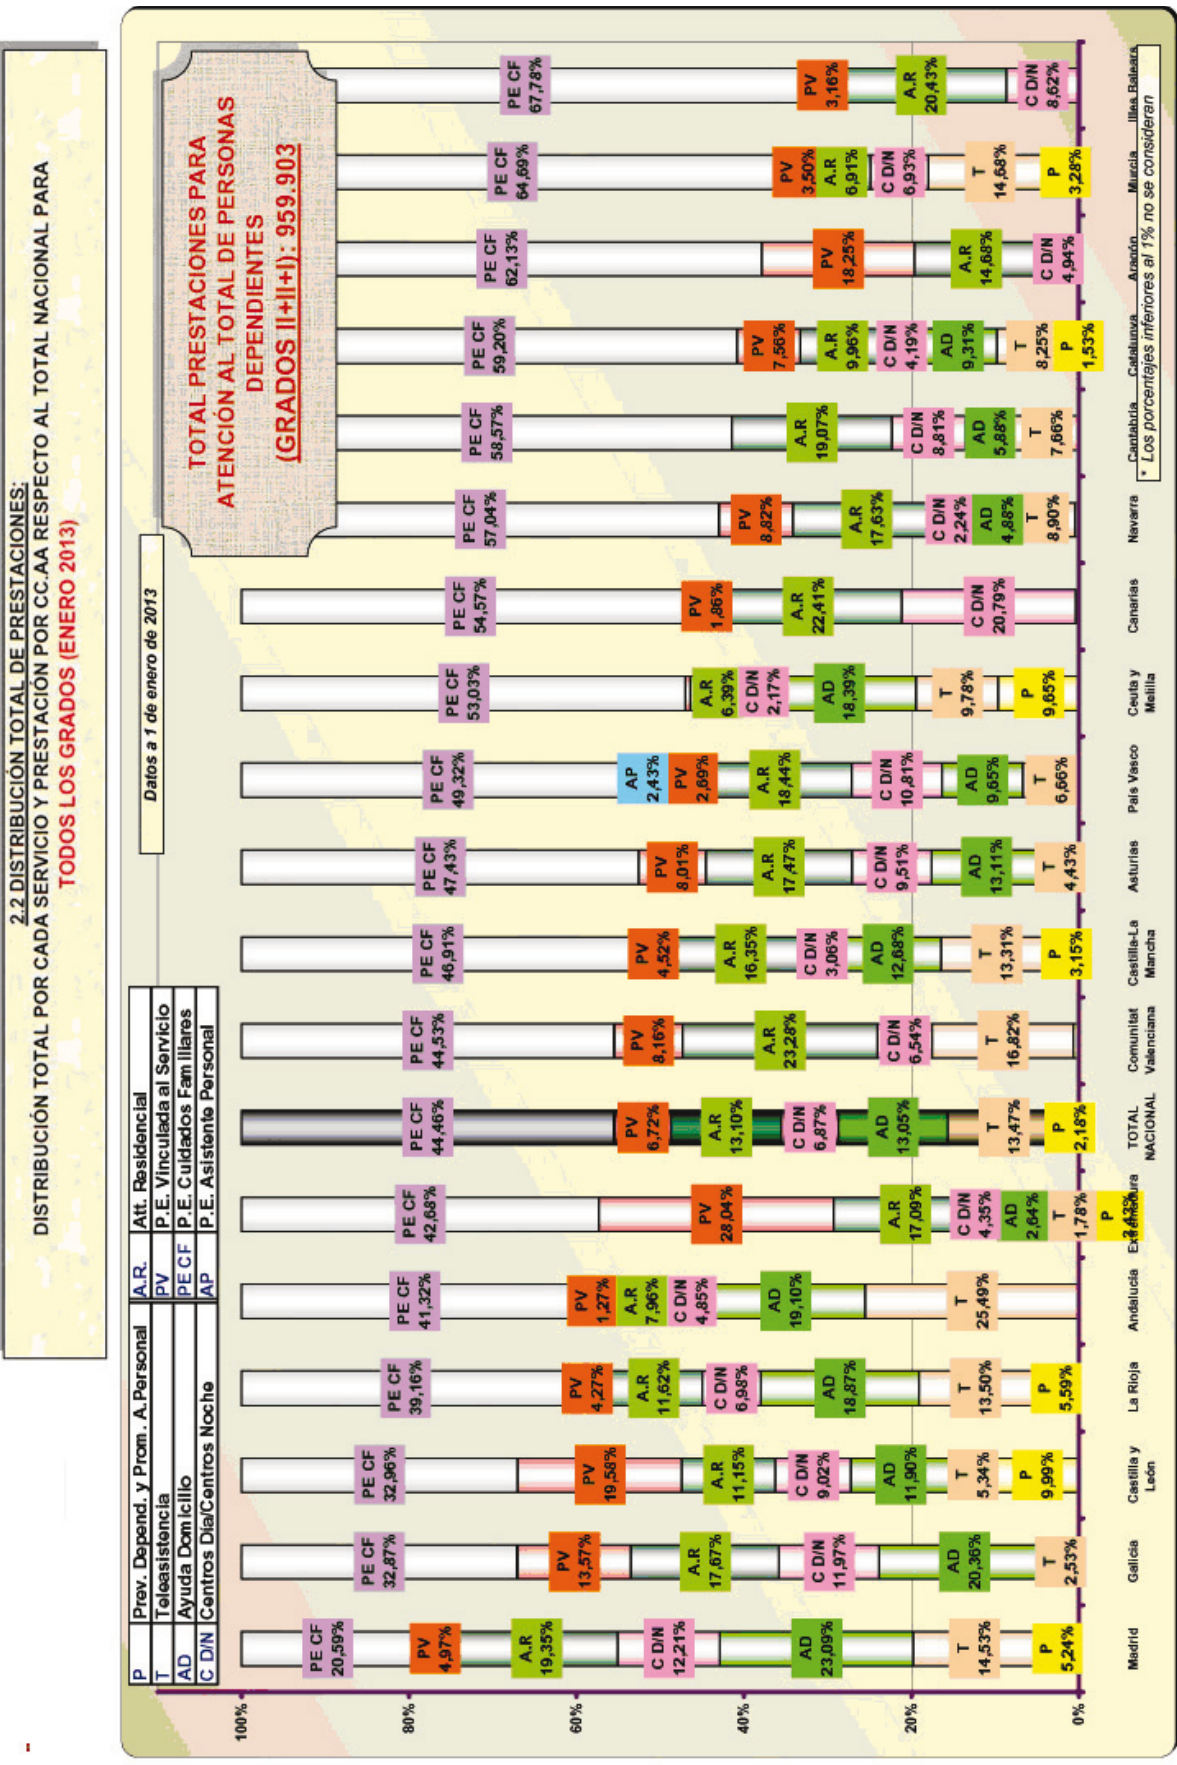 2.2 DISTRIBUCIÓN TOTAL DE PRESTACIONES:
DISTRIBUCIÓN TOTAL POR CADA SERVICIO Y PRESTACIÓN POR CC.AA RESPECTO AL TOTAL NACIONAL PARA
TODOS LOS GRADOS (ENERO 2013)
P Prev. Depend. y Prom. A.Personal A.R. Att. Residencial
T Teleasistencia PV P.E. Vinculada al Servicio
AD Ayuda Domicilio PE CF P.E. Cuidados Familiares
C D/N Centros Día/Centros Noche AP P.E. Asistente Personal
Datos a 1 de enero de 2013
TOTAL PRESTACIONES PARA
ATENCIÓN AL TOTAL DE PERSONAS
DEPENDIENTES
(GRADOS II+II+I): 959.903
100%
80%
60%
40%
20%
0%
PE CF
20,59%
PV
4,97%
A.R
19,35%
C D/N
12,21%
AD
23,09%
T
14,53%
P
5,24%
Madrid
PE CF
32,87%
PV
13,57%
A.R
17,67%
C D/N
11,97%
AD
20,36%
T
2,53%
Galicia
PE CF
32,96%
PV
19,58%
A.R
11,15%
C D/N
9,02%
AD
11,90%
T
5,34%
P
9,99%
Castilla y
León
PE CF
39,16%
PV
4,27%
A.R
11,62%
C D/N
6,98%
AD
18,87%
T
13,50%
P
5,59%
La Rioja
PE CF
41,32%
PV
1,27%
A.R
7,96%
C D/N
4,85%
AD
19,10%
T
25,49%
Andalucía
PE CF
42,68%
PV
28,04%
A.R
17,09%
C D/N
4,35%
AD
2,64%
T
1,78%
P
Extremadura
PE CF
44,46%
PV
6,72%
A.R
13,10%
C D/N
6,87%
AD
13,05%
T
13,47%
P
2,18%
TOTAL
NACIONAL
PE CF
44,53%
PV
8,16%
A.R
23,28%
C D/N
6,54%
T
16,82%
Comunitat
Valenciana
PE CF
46,91%
PV
4,52%
A.R
16,35%
C D/N
3,06%
AD
12,68%
T
13,31%
P
3,15%
Castilla-La
Mancha
PE CF
47,43%
PV
8,01%
A.R
17,47%
C D/N
9,51%
AD
13,11%
T
4,43%
Asturias
PE CF
49,32%
AP
2,43%
PV
2,69%
A.R
18,44%
C D/N
10,81%
AD
9,65%
T
6,66%
País Vasco
PE CF
53,03%
A.R
6,39%
C D/N
2,17%
AD
18,39%
T
9,78%
P
9,65%
Ceuta y
Melilla
PE CF
54,57%
PV
1,86%
A.R
22,41%
C D/N
20,79%
Canarias
PE CF
57,04%
PV
8,82%
A.R
17,63%
C D/N
2,24%
AD
4,88%
T
8,90%
Navarra
PE CF
58,57%
A.R
19,07%
C D/N
8,81%
AD
5,88%
T
7,66%
Cantabria
PE CF
59,20%
PV
7,56%
A.R
9,96%
C D/N
4,19%
AD
9,31%
T
8,25%
P
1,53%
Catalunya
PE CF
62,13%
PV
18,25%
A.R
14,68%
C D/N
4,94%
Aragón
PE CF
64,69%
PV
3,50%
A.R
6,91%
C D/N
6,93%
T
14,68%
P
3,28%
Murcia
PE CF
67,78%
PV
3,16%
A.R
20,43%
C D/N
8,62%
Illes Balears
* Los porcentajes inferiores al 1% no se consideran